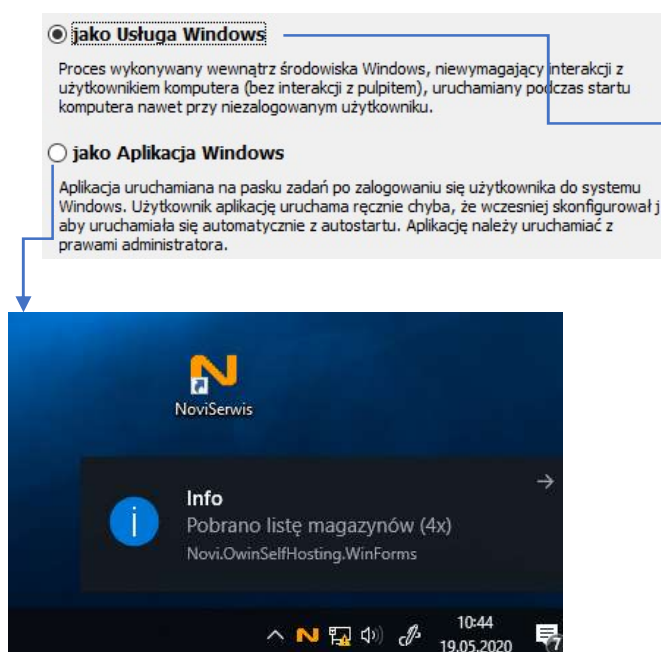 jako Usługa Windows
Proces wykonywany wewnątrz środowiska Windows, niewymagający interakcji z
użytkownikiem komputera (bez interakcji z pulpitem), uruchamiany podczas startu
komputera nawet przy niezalogowanym użytkowniku.
jako Aplikacja Windows
Aplikacja uruchamiana na pasku zadań po zalogowaniu się użytkownika do systemu
Windows. Użytkownik aplikację uruchama ręcznie chyba, że wczesniej skonfigurował j
aby uruchamiała się automatycznie z autostartu. Aplikację należy uruchamiać z
prawami administratora.
NoviSerwis
Info
Pobrano listę magazynów (4x)
Novi.OwinSelfHosting.WinForms
10:44
19.05.2020
7